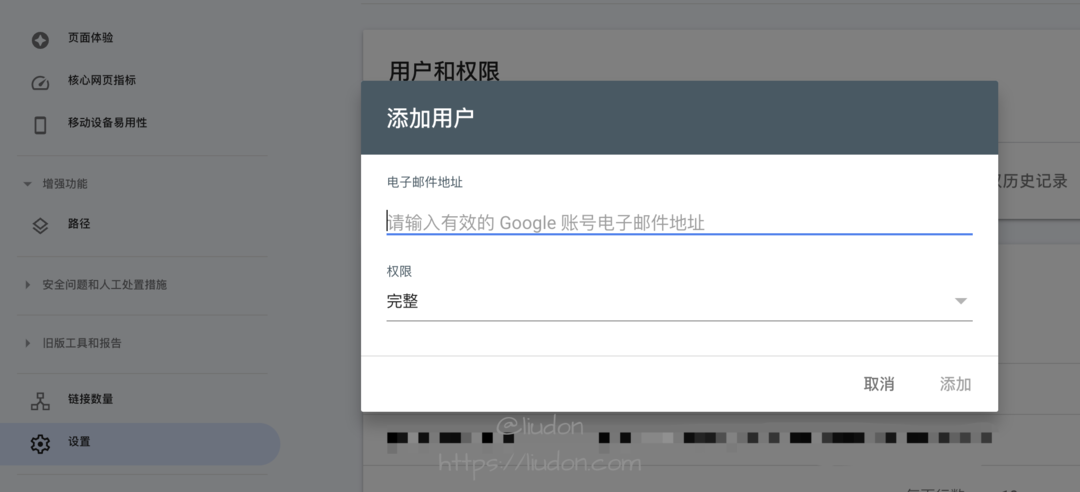 页面体验
核心网页指标
移动设备易用性
增强功能
路径
安全问题和人工处置措施
旧版工具和报告
链接数量
设置
用户和权限
添加用户
电子邮件地址
请输入有效的 Google 账号电子邮件地址
权限
完整
取消
添加
历史记录
@liudon
https://liudon.com